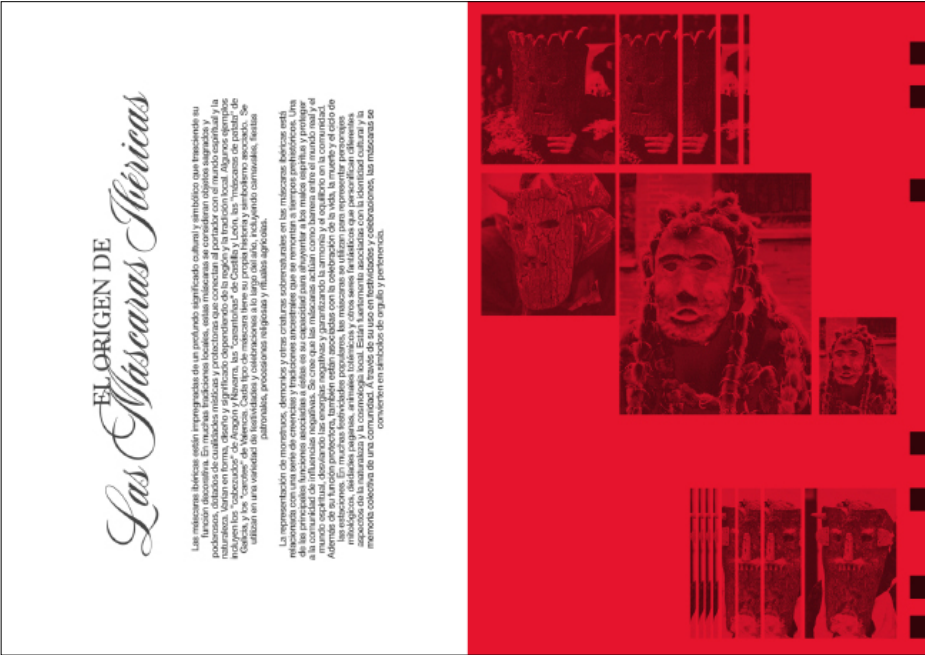 EL ORIGEN DE
Las Máscaras Ibéricas
Las máscaras ibéricas están impregnadas de un profundo significado cultural y simbólico que trasciende su
función decorativa. En muchas tradiciones locales, estas máscaras se consideran objetos sagrados y
poderosos, dotados de cualidades místicas y protectoras que conectan al portador con el mundo espiritual y la
naturaleza. Varían en forma, diseño y significado dependiendo de la región y la tradición local. Algunos ejemplos
incluyen los "cabezudos" de Aragón y Navarra, las "carantoñas" de Castilla y León, las "máscaras de patato" de
Galicia, y los "carotes" de Valencia. Cada tipo de máscara tiene su propia historia y simbolismo asociado. Se
utilizan en una variedad de festividades y celebraciones a lo largo del año, incluyendo carnavales, fiestas
patronales, procesiones religiosas y rituales agrícolas.
La representación de monstruos, demonios y otras criaturas sobrenaturales en las máscaras ibéricas está
relacionada con una serie de creencias y tradiciones ancestrales que se remontan a tiempos prehistóricos. Una
de las principales funciones asociadas a éstas es su capacidad para ahuyentar a los malos espíritus y proteger
a la comunidad de influencias negativas. Se cree que las máscaras actúan como barrera entre el mundo real y el
mundo espiritual, desviando las energías negativas y garantizando la armonía y el equilibrio en la comunidad.
Además de su función protectora, también están asociadas con la celebración de la vida, la muerte y el ciclo de
las estaciones. En muchas festividades populares, las máscaras se utilizan para representar personajes
mitológicos, deidades paganas, animales totémicos y otros seres fantásticos que personifican diferentes
aspectos de la naturaleza y la cosmología local. Están fuertemente asociadas con la identidad cultural y la
memoria colectiva de una comunidad. A través de su uso en festividades y celebraciones, las máscaras se
convierten en símbolos de orgullo y pertenencia.